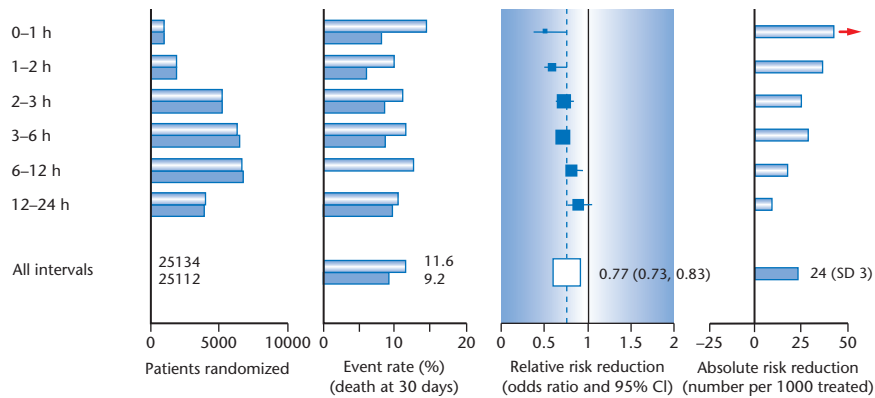 0–1 h
1–2 h
2–3 h
3–6 h
6–12 h
12–24 h
All intervals
25134
25112
11.6
9.2
0.77 (0.73, 0.83)
24 (SD 3)
0 5000 10000
0 10 20
0 0.5 1 1.5 2
–25 0 25 50
Patients randomized
Event rate (%)
(death at 30 days)
Relative risk reduction
(odds ratio and 95% CI)
Absolute risk reduction
(number per 1000 treated)